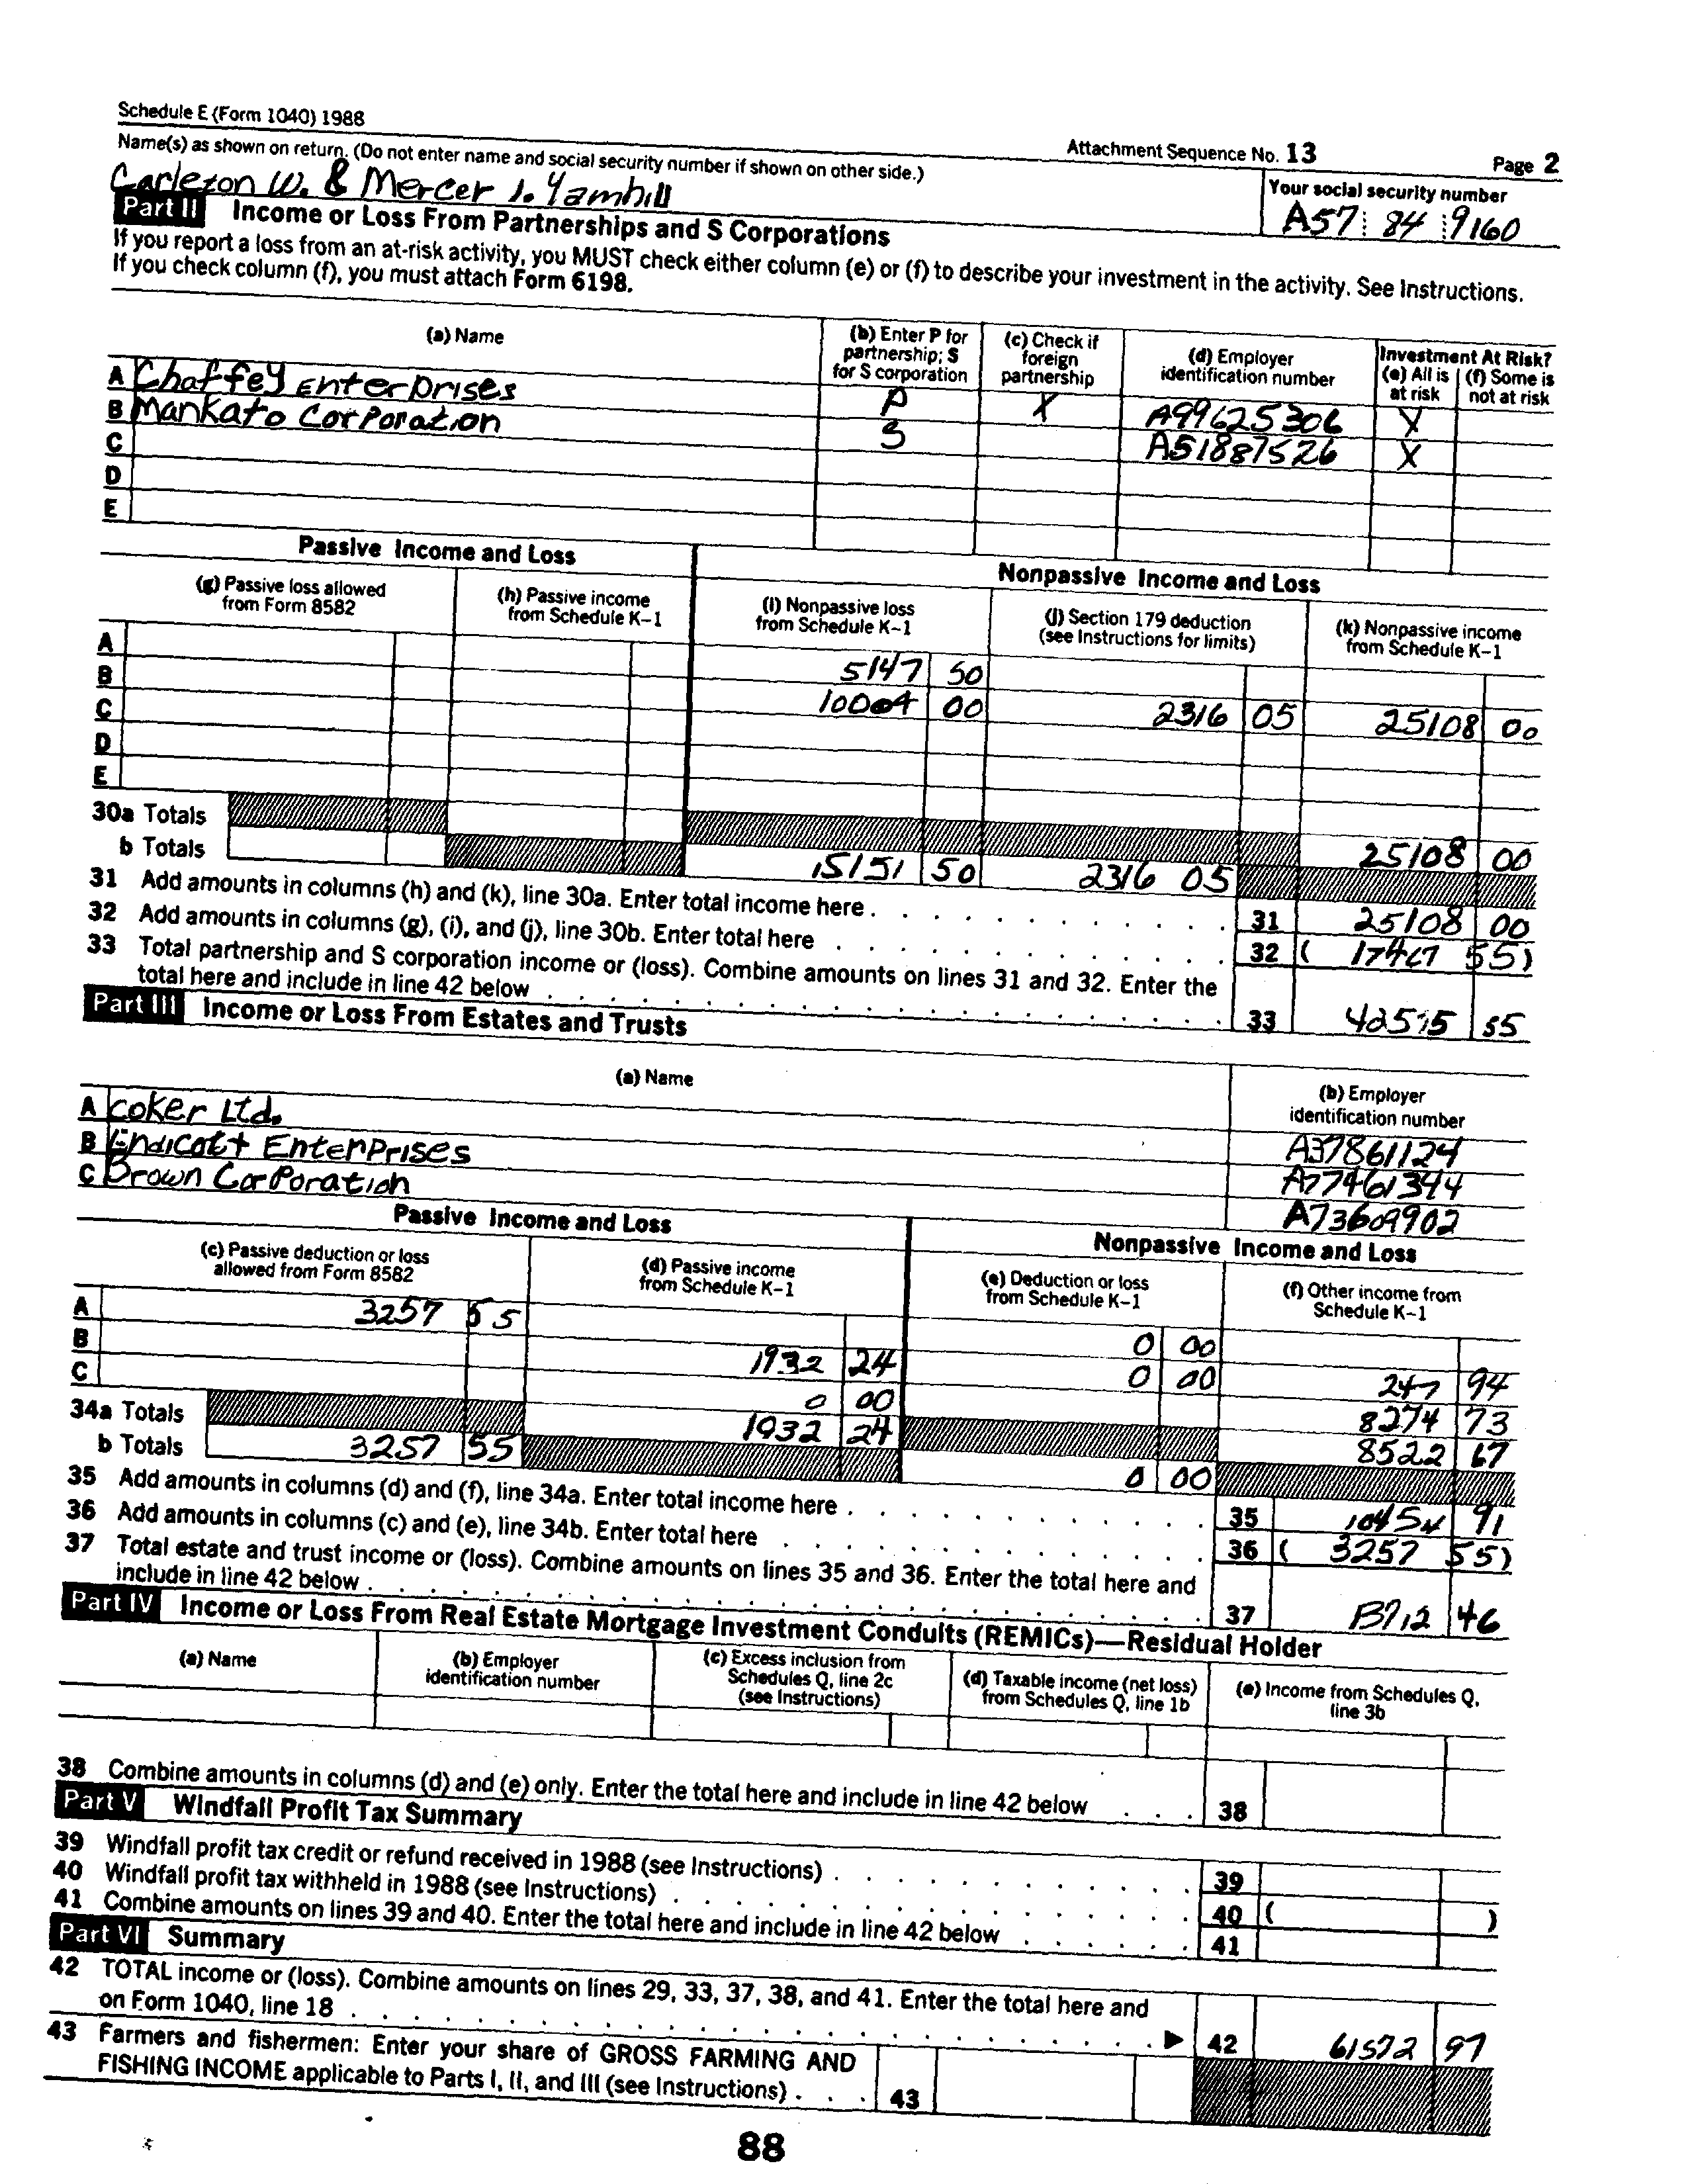 Schedule E (Form 1040) 1988
Attachment Sequence No. 13
Page 2
Name(s) as shown on return. (Do not enter name and social security number if shown on other side.)
Your social security number
Carleton W. & Mercer J. Yamhill
A57 84 9160
Part II Income or Loss From Partnerships and S Corporations
If you report a loss from an at-risk activity, you MUST check either column (e) or (f) to describe your investment in the activity. See Instructions.
If you check column (f), you must attach Form 6198.
(a) Name
(b) Enter P for partnership; S for S corporation
(c) Check if foreign partnership
(d) Employer identification number
Investment At Risk?
(e) All is at risk
(f) Some is not at risk
A Chaffey Enterprises P X A99625306 X
B Mankato Corporation S A51887526 X
C
D
E
Passive Income and Loss
Nonpassive Income and Loss
(g) Passive loss allowed from Form 8582
(h) Passive income from Schedule K-1
(i) Nonpassive loss from Schedule K-1
(j) Section 179 deduction (see Instructions for limits)
(k) Nonpassive income from Schedule K-1
A 5147 50
B 10004 00 2316 05 25108 00
C
D
E
30a Totals 25108 00
b Totals 15151 50 2316 05
31 Add amounts in columns (h) and (k), line 30a. Enter total income here . 31 25108 00
32 Add amounts in columns (g), (i), and (j), line 30b. Enter total here 32 ( 17467 55)
33 Total partnership and S corporation income or (loss). Combine amounts on lines 31 and 32. Enter the
total here and include in line 42 below 33 42575 55
Part III Income or Loss From Estates and Trusts
(a) Name
(b) Employer identification number
A Coker Ltd. A37861124
B Endicott Enterprises A77461344
C Brown Corporation A73609902
Passive Income and Loss
Nonpassive Income and Loss
(c) Passive deduction or loss allowed from Form 8582
(d) Passive income from Schedule K-1
(e) Deduction or loss from Schedule K-1
(f) Other income from Schedule K-1
A 3257 55 0 00
B 1932 24 0 00 247 94
C 0 00 8274 73
34a Totals 1932 24 8522 67
b Totals 3257 55 0 00
35 Add amounts in columns (d) and (f), line 34a. Enter total income here . 35 10454 91
36 Add amounts in columns (c) and (e), line 34b. Enter total here 36 ( 3257 55)
37 Total estate and trust income or (loss). Combine amounts on lines 35 and 36. Enter the total here and
include in line 42 below . 37 13712 46
Part IV Income or Loss From Real Estate Mortgage Investment Conduits (REMICs)—Residual Holder
(a) Name
(b) Employer identification number
(c) Excess inclusion from Schedules Q, line 2c (see Instructions)
(d) Taxable income (net loss) from Schedules Q, line 1b
(e) Income from Schedules Q, line 3b
38 Combine amounts in columns (d) and (e) only. Enter the total here and include in line 42 below 38
Part V Windfall Profit Tax Summary
39 Windfall profit tax credit or refund received in 1988 (see Instructions) . 39
40 Windfall profit tax withheld in 1988 (see Instructions) . 40 ( )
41 Combine amounts on lines 39 and 40. Enter the total here and include in line 42 below 41
Part VI Summary
42 TOTAL income or (loss). Combine amounts on lines 29, 33, 37, 38, and 41. Enter the total here and
on Form 1040, line 18 . ▶ 42 61572 97
43 Farmers and fishermen: Enter your share of GROSS FARMING AND
FISHING INCOME applicable to Parts I, II, and III (see Instructions) . 43
88